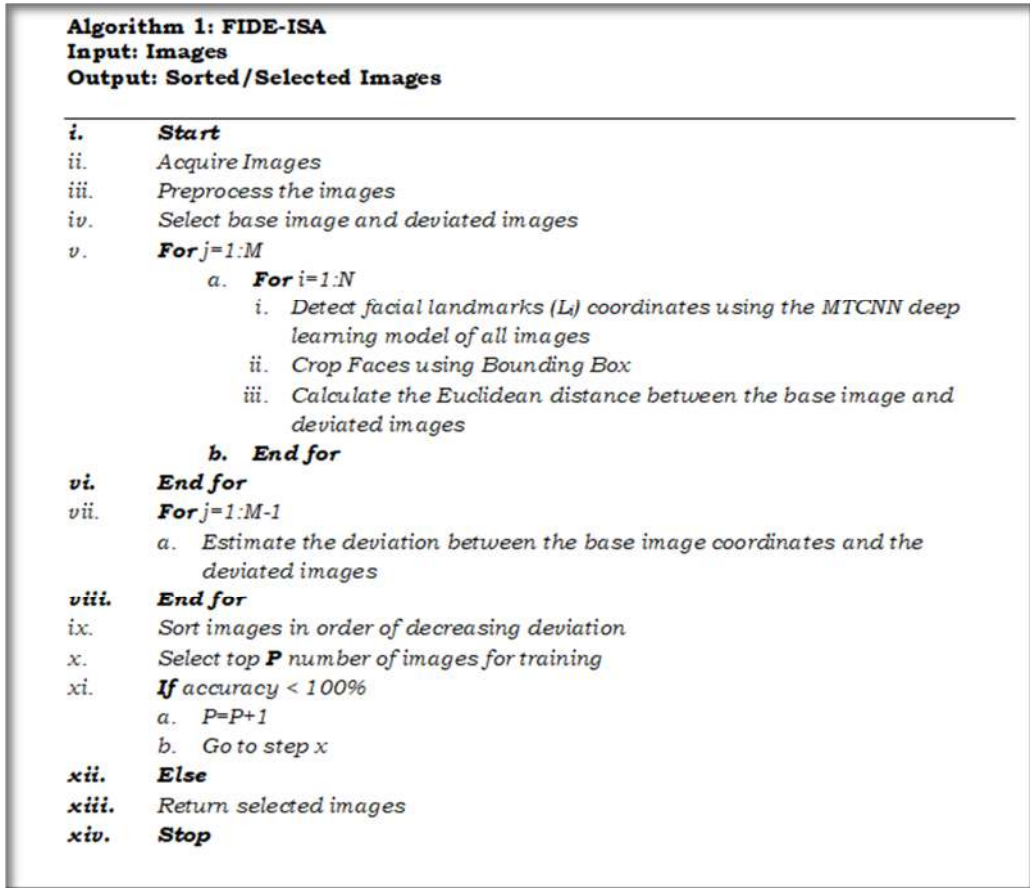 Algorithm 1: FIDE-ISA
Input: Images
Output: Sorted/Selected Images
i. Start
ii. Acquire Images
iii. Preprocess the images
iv. Select base image and deviated images
v. For j=1:M
a. For i=1:N
i. Detect facial landmarks (Lᵢ) coordinates using the MTCNN deep
learning model of all images
ii. Crop Faces using Bounding Box
iii. Calculate the Euclidean distance between the base image and
deviated images
b. End for
vi. End for
vii. For j=1:M-1
a. Estimate the deviation between the base image coordinates and the
deviated images
viii. End for
ix. Sort images in order of decreasing deviation
x. Select top P number of images for training
xi. If accuracy < 100%
a. P=P+1
b. Go to step x
xii. Else
xiii. Return selected images
xiv. Stop